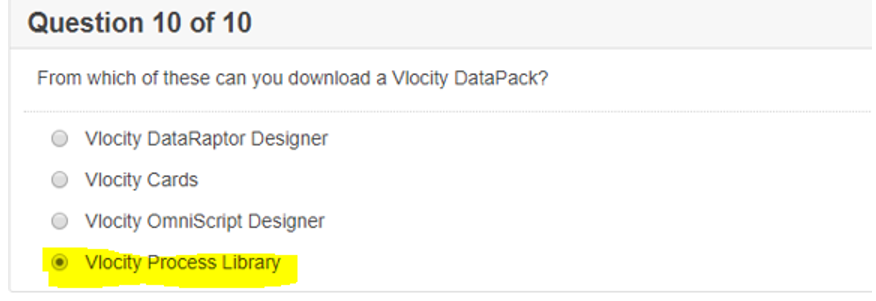 Question 10 of 10
From which of these can you download a Vlocity DataPack?
Vlocity DataRaptor Designer
Vlocity Cards
Vlocity OmniScript Designer
Vlocity Process Library